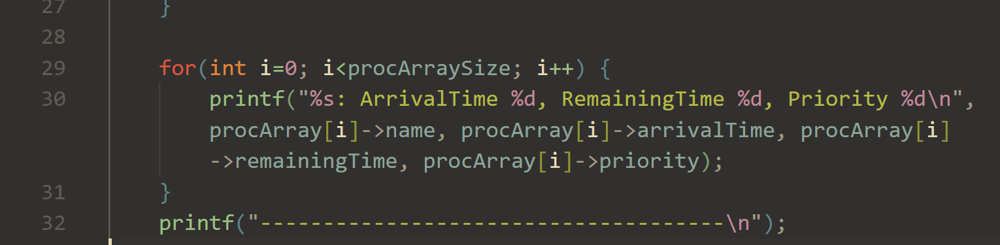 27 }
28
29 for(int i=0; i<procArraySize; i++) {
30 printf("%s: ArrivalTime %d, RemainingTime %d, Priority %d\n",
procArray[i]->name, procArray[i]->arrivalTime, procArray[i]
->remainingTime, procArray[i]->priority);
31 }
32 printf("-------------------------------------\n");